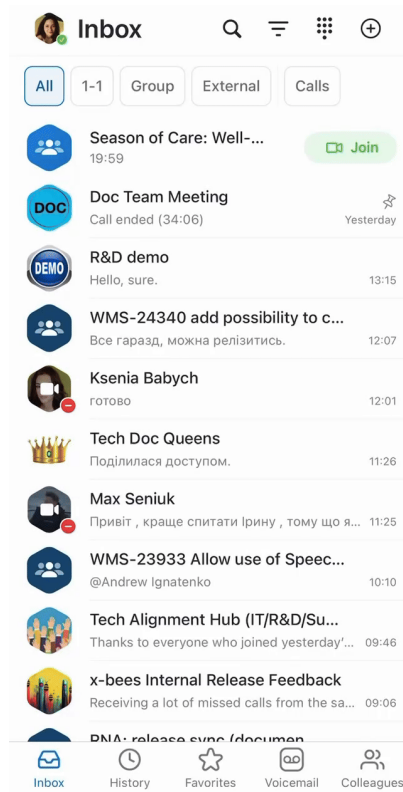 Inbox
All
1-1
Group
External
Calls
Season of Care: Well-...
19:59
Join
DOC
Doc Team Meeting
Call ended (34:06)
Yesterday
DEMO
R&D demo
Hello, sure.
13:15
WMS-24340 add possibility to c...
Все гаразд, можна релізитись.
12:07
Ksenia Babych
готово
12:01
Tech Doc Queens
Поділилася доступом.
11:26
Max Seniuk
Привіт , краще спитати Ірину , тому що я...
11:25
WMS-23933 Allow use of Speec...
@Andrew Ignatenko
10:10
Tech Alignment Hub (IT/R&D/Su...
Thanks to everyone who joined yesterday'...
09:46
x-bees Internal Release Feedback
Receiving a lot of missed calls from the sa...
09:06
RNA: release sync (documen
Inbox
History
Favorites
Voicemail
Colleagues